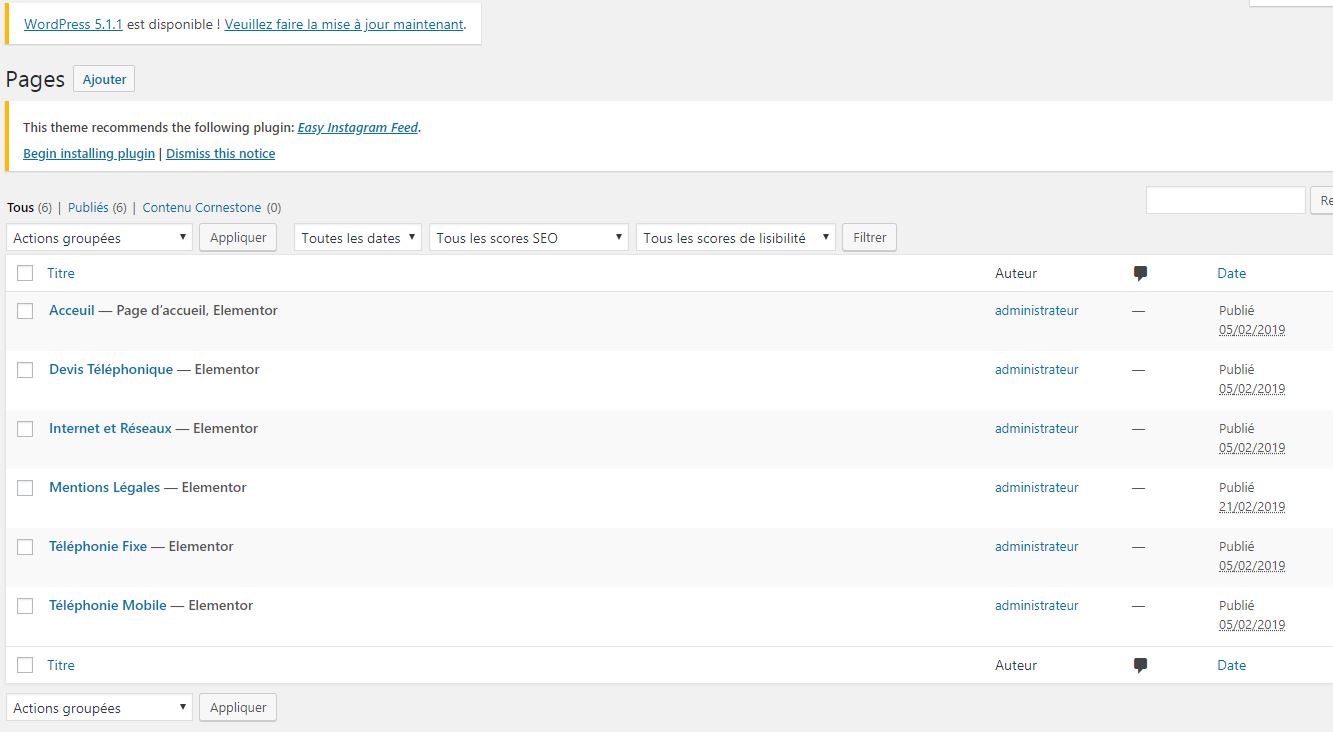 WordPress 5.1.1 est disponible ! Veuillez faire la mise à jour maintenant.
Pages Ajouter
This theme recommends the following plugin: Easy Instagram Feed.
Begin installing plugin | Dismiss this notice
Tous (6) | Publiés (6) | Contenu Cornestone (0)
Re
Actions groupées Appliquer Toutes les dates Tous les scores SEO Tous les scores de lisibilité Filtrer
Titre Auteur Date
Acceuil — Page d’accueil, Elementor administrateur — Publié
05/02/2019
Devis Téléphonique — Elementor administrateur — Publié
05/02/2019
Internet et Réseaux — Elementor administrateur — Publié
05/02/2019
Mentions Légales — Elementor administrateur — Publié
21/02/2019
Téléphonie Fixe — Elementor administrateur — Publié
05/02/2019
Téléphonie Mobile — Elementor administrateur — Publié
05/02/2019
Titre Auteur Date
Actions groupées Appliquer